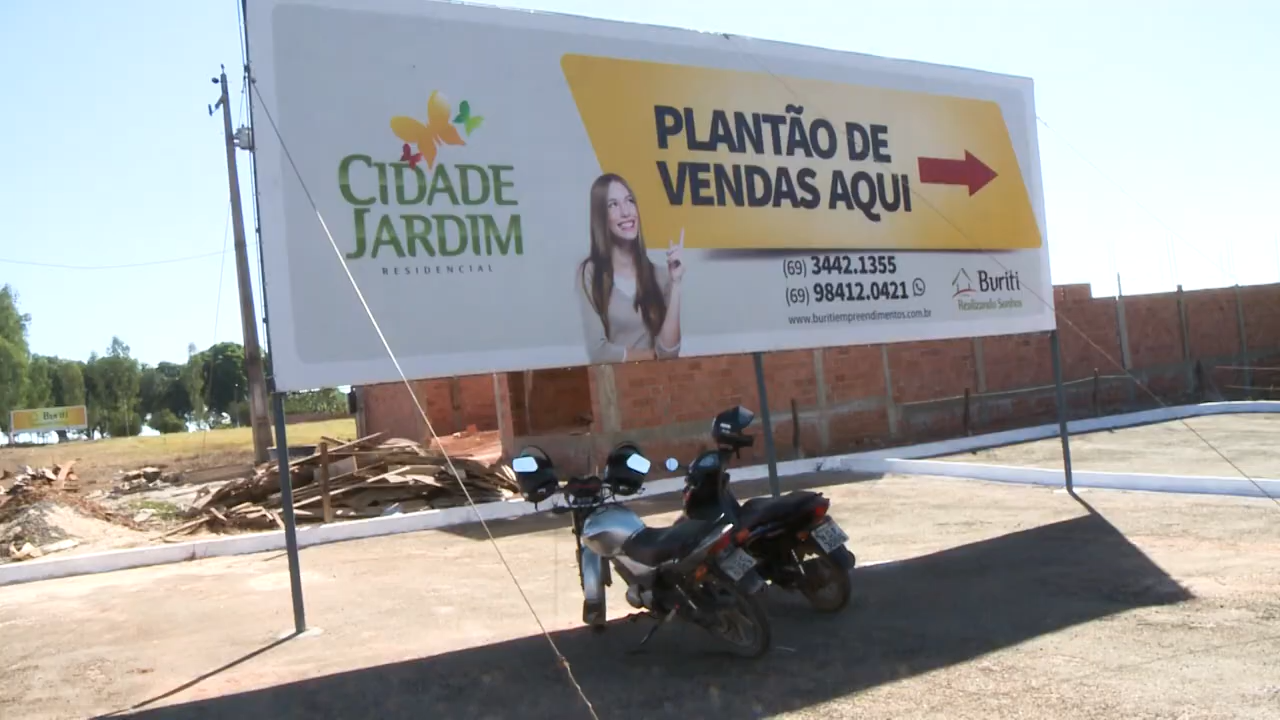 CIDADE
JARDIM
RESIDENCIAL
PLANTÃO DE
VENDAS AQUI
(69) 3442.1355
(69) 98412.0421
www.buritiempreendimentos.com.br
Buriti
Realizando Sonhos
Buriti